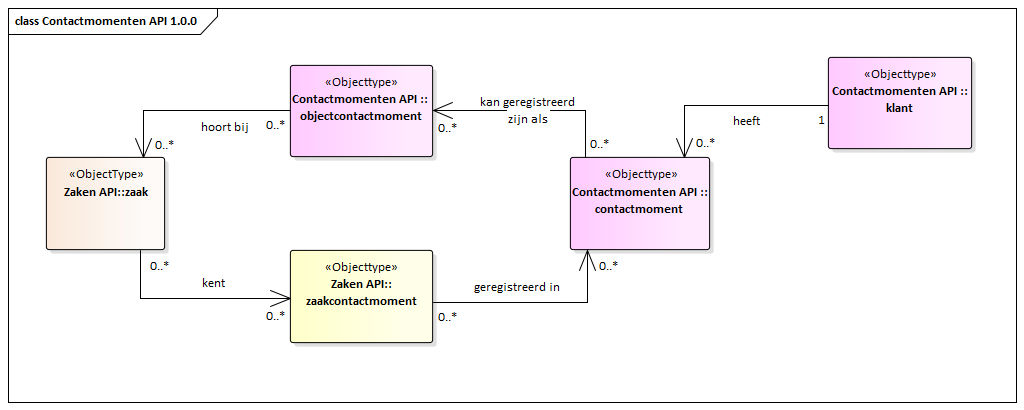 class Contactmomenten API 1.0.0
«Objecttype»
Contactmomenten API ::
klant
«Objecttype»
Contactmomenten API ::
objectcontactmoment
kan geregistreerd
zijn als
hoort bij
0..*
0..*
heeft
1
0..*
0..*
0..*
«ObjectType»
Zaken API::zaak
«Objecttype»
Contactmomenten API ::
contactmoment
0..*
kent
0..*
«Objecttype»
Zaken API::
zaakcontactmoment
geregistreerd in
0..*
0..*